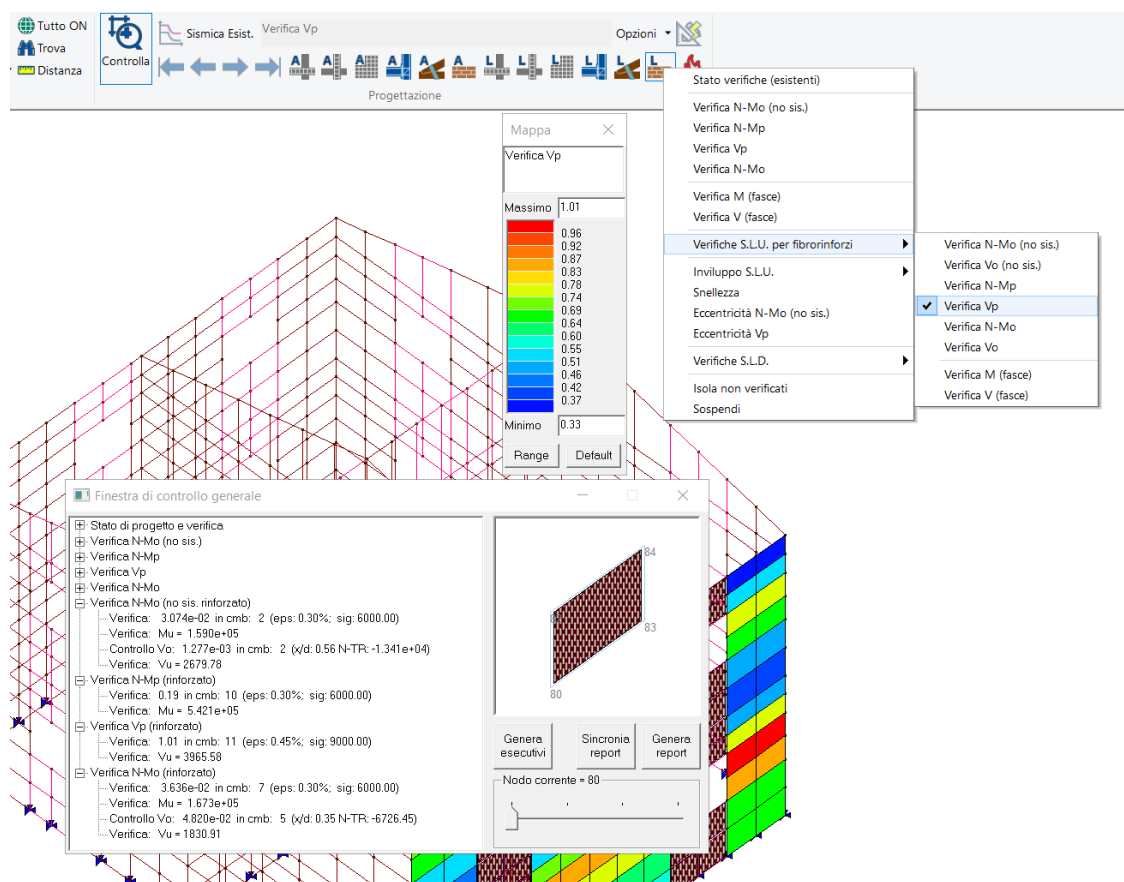 Tutto ON
Trova
Distanza
Controlla
Sismica Esist.
Verifica Vp
Opzioni
A A A A A A L L L L L L
Progettazione
Stato verifiche (esistenti)
Verifica N-Mo (no sis.)
Verifica N-Mp
Verifica Vp
Verifica N-Mo
Verifica M (fasce)
Verifica V (fasce)
Verifiche S.L.U. per fibrorinforzi
Inviluppo S.L.U.
Snellezza
Eccentricità N-Mo (no sis.)
Eccentricità Vp
Verifiche S.L.D.
Isola non verificati
Sospendi
Verifica N-Mo (no sis.)
Verifica Vo (no sis.)
Verifica N-Mp
Verifica Vp
Verifica N-Mo
Verifica Vo
Verifica M (fasce)
Verifica V (fasce)
Mappa
Verifica Vp
Massimo 1.01
0.96
0.92
0.87
0.83
0.78
0.74
0.69
0.64
0.60
0.55
0.51
0.46
0.42
0.37
Minimo 0.33
Range Default
Finestra di controllo generale
Stato di progetto e verifica
Verifica N-Mo (no sis.)
Verifica N-Mp
Verifica Vp
Verifica N-Mo
Verifica N-Mo (no sis. rinforzato)
Verifica: 3.074e-02 in cmb: 2 (eps: 0.30%; sig: 6000.00)
Verifica: Mu = 1.590e+05
Controllo Vo: 1.277e-03 in cmb: 2 (x/d: 0.56 N-TR: -1.341e+04)
Verifica: Vu = 2679.78
Verifica N-Mp (rinforzato)
Verifica: 0.19 in cmb: 10 (eps: 0.30%; sig: 6000.00)
Verifica: Mu = 5.421e+05
Verifica Vp (rinforzato)
Verifica: 1.01 in cmb: 11 (eps: 0.45%; sig: 9000.00)
Verifica: Vu = 3965.58
Verifica N-Mo (rinforzato)
Verifica: 3.636e-02 in cmb: 7 (eps: 0.30%; sig: 6000.00)
Verifica: Mu = 1.673e+05
Controllo Vo: 4.820e-02 in cmb: 5 (x/d: 0.35 N-TR: -6726.45)
Verifica: Vu = 1830.91
84
83
80
Genera esecutivi
Sincronia report
Genera report
Nodo corrente = 80